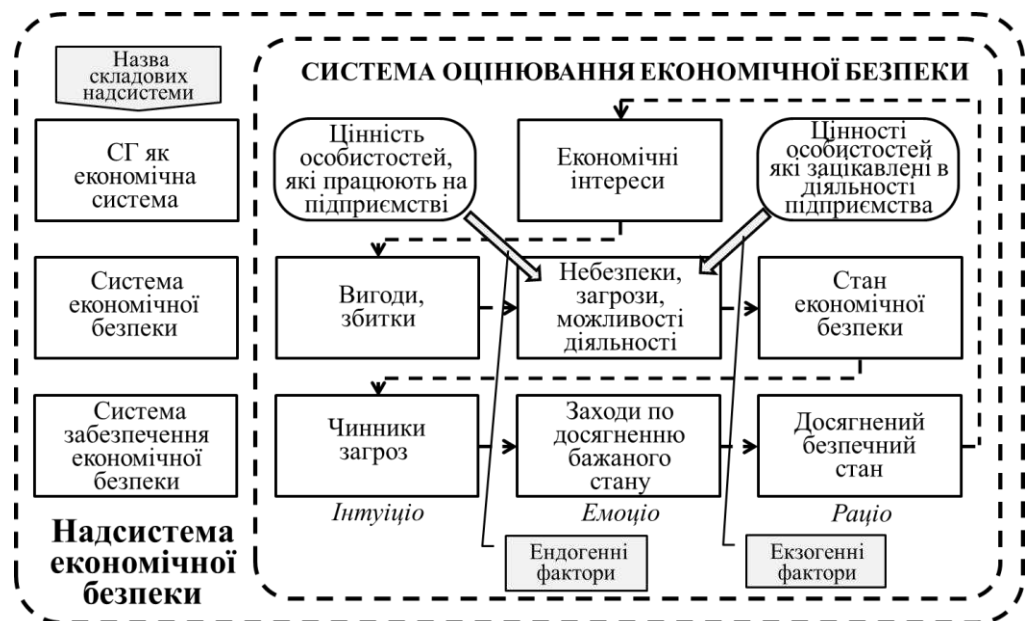 Назва
складових
надсистеми
СИСТЕМА ОЦІНЮВАННЯ ЕКОНОМІЧНОЇ БЕЗПЕКИ
СГ як
економічна
система
Цінність
особистостей,
які працюють на
підприємстві
Економічні
інтереси
Цінності
особистостей
які зацікавлені в
діяльності
підприємства
Система
економічної
безпеки
Вигоди,
збитки
Небезпеки,
загрози,
можливості
діяльності
Стан
економічної
безпеки
Система
забезпечення
економічної
безпеки
Чинники
загроз
Заходи по
досягненню
бажаного
стану
Досягнений
безпечний
стан
Інтуіціо
Емоціо
Раціо
Надсистема
економічної
безпеки
Ендогенні
фактори
Екзогенні
фактори